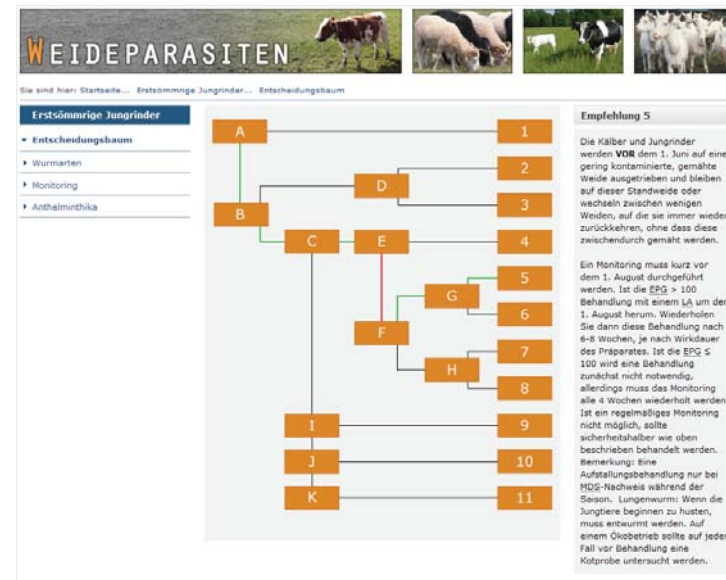 WEIDEPARASITEN
Sie sind hier: Startseite... Erstsömmrige Jungrinder... Entscheidungsbaum
Erstsömmrige Jungrinder
Entscheidungsbaum
Wurmarten
Monitoring
Anthelminthika
A
1
2
D
3
B
C
E
4
5
G
6
F
7
H
8
I
9
J
10
K
11
Empfehlung 5
Die Kälber und Jungrinder
werden VOR dem 1. Juni auf eine
gering kontaminierte, gemähte
Weide ausgetrieben und bleiben
auf dieser Standweide oder
wechseln zwischen wenigen
Weiden, auf die sie immer wieder
zurückkehren, ohne dass diese
zwischendurch gemäht werden.
Ein Monitoring muss kurz vor
dem 1. August durchgeführt
werden. Ist die EPG > 100
Behandlung mit einem LA um den
1. August herum. Wiederholen
Sie dann diese Behandlung nach
6-8 Wochen, je nach Wirkdauer
des Präparates. Ist die EPG ≤
100 wird eine Behandlung
zunächst nicht notwendig,
allerdings muss das Monitoring
alle 4 Wochen wiederholt werden.
Ist ein regelmäßiges Monitoring
nicht möglich, sollte
sicherheitshalber wie oben
beschrieben behandelt werden.
Bemerkung: Eine
Aufstallungsbehandlung nur bei
MDS-Nachweis während der
Saison. Lungenwurm: Wenn die
Jungtiere beginnen zu husten,
muss entwurmt werden. Auf
einem Ökobetrieb sollte auf jeden
Fall vor Behandlung eine
Kotprobe untersucht werden.